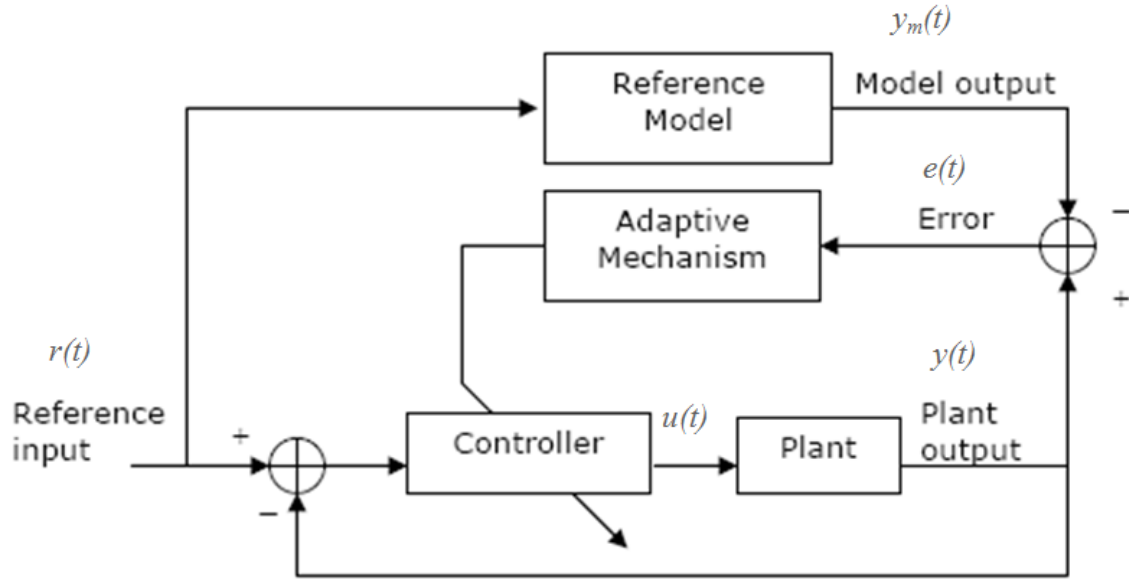 yₘ(t)
Reference
Model
Model output
e(t)
Adaptive
Mechanism
Error
−
+
r(t)
y(t)
Reference
input
+
−
Controller
u(t)
Plant
Plant
output